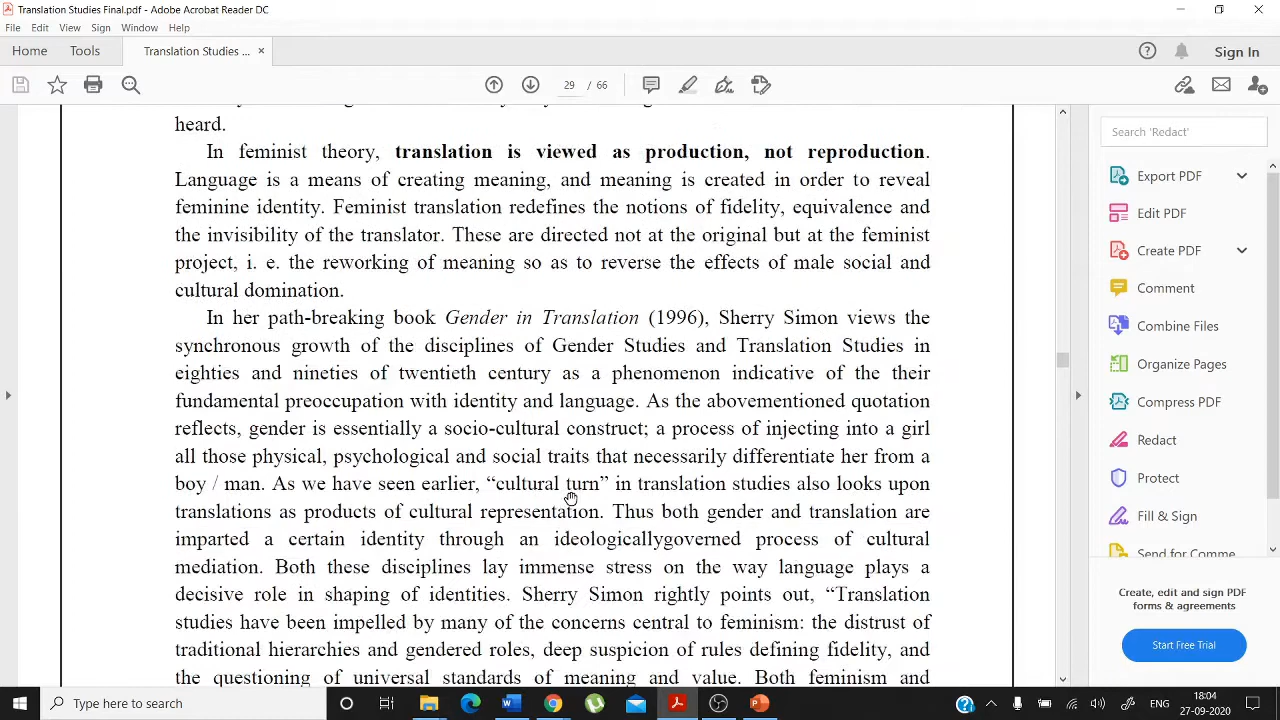 Translation Studies Final.pdf - Adobe Acrobat Reader DC
File Edit View Sign Window Help
Home Tools Translation Studies ... × Sign In
29 / 66
heard.
In feminist theory, translation is viewed as production, not reproduction.
Language is a means of creating meaning, and meaning is created in order to reveal
feminine identity. Feminist translation redefines the notions of fidelity, equivalence and
the invisibility of the translator. These are directed not at the original but at the feminist
project, i. e. the reworking of meaning so as to reverse the effects of male social and
cultural domination.
In her path-breaking book Gender in Translation (1996), Sherry Simon views the
synchronous growth of the disciplines of Gender Studies and Translation Studies in
eighties and nineties of twentieth century as a phenomenon indicative of the their
fundamental preoccupation with identity and language. As the abovementioned quotation
reflects, gender is essentially a socio-cultural construct; a process of injecting into a girl
all those physical, psychological and social traits that necessarily differentiate her from a
boy / man. As we have seen earlier, “cultural turn” in translation studies also looks upon
translations as products of cultural representation. Thus both gender and translation are
imparted a certain identity through an ideologicallygoverned process of cultural
mediation. Both these disciplines lay immense stress on the way language plays a
decisive role in shaping of identities. Sherry Simon rightly points out, “Translation
studies have been impelled by many of the concerns central to feminism: the distrust of
traditional hierarchies and gendered roles, deep suspicion of rules defining fidelity, and
the questioning of universal standards of meaning and value. Both feminism and
Search 'Redact'
Export PDF
Edit PDF
Create PDF
Comment
Combine Files
Organize Pages
Compress PDF
Redact
Protect
Fill & Sign
Send for Comme
Create, edit and sign PDF
forms & agreements
Start Free Trial
Type here to search
ENG
18:04
27-09-2020